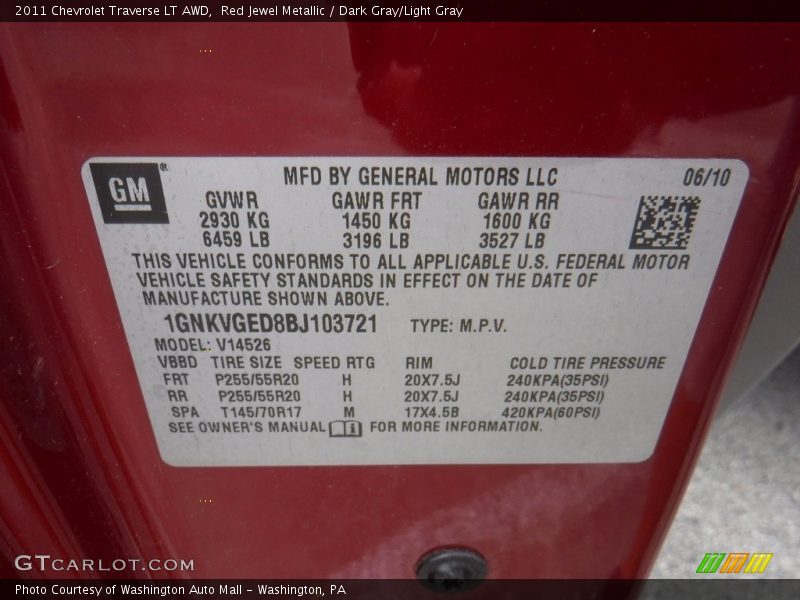 2011 Chevrolet Traverse LT AWD,  Red Jewel Metallic / Dark Gray/Light Gray
GM®
MFD BY GENERAL MOTORS LLC 06/10
GVWR GAWR FRT GAWR RR
2930 KG 1450 KG 1600 KG
6459 LB 3196 LB 3527 LB
THIS VEHICLE CONFORMS TO ALL APPLICABLE U.S. FEDERAL MOTOR
VEHICLE SAFETY STANDARDS IN EFFECT ON THE DATE OF
MANUFACTURE SHOWN ABOVE.
1GNKVGED8BJ103721 TYPE: M.P.V.
MODEL: V14526
VBBD TIRE SIZE SPEED RTG RIM COLD TIRE PRESSURE
FRT P255/55R20 H 20X7.5J 240KPA(35PSI)
RR P255/55R20 H 20X7.5J 240KPA(35PSI)
SPA T145/70R17 M 17X4.5B 420KPA(60PSI)
SEE OWNER'S MANUAL FOR MORE INFORMATION.
GTCARLOT.COM
Photo Courtesy of Washington Auto Mall - Washington, PA